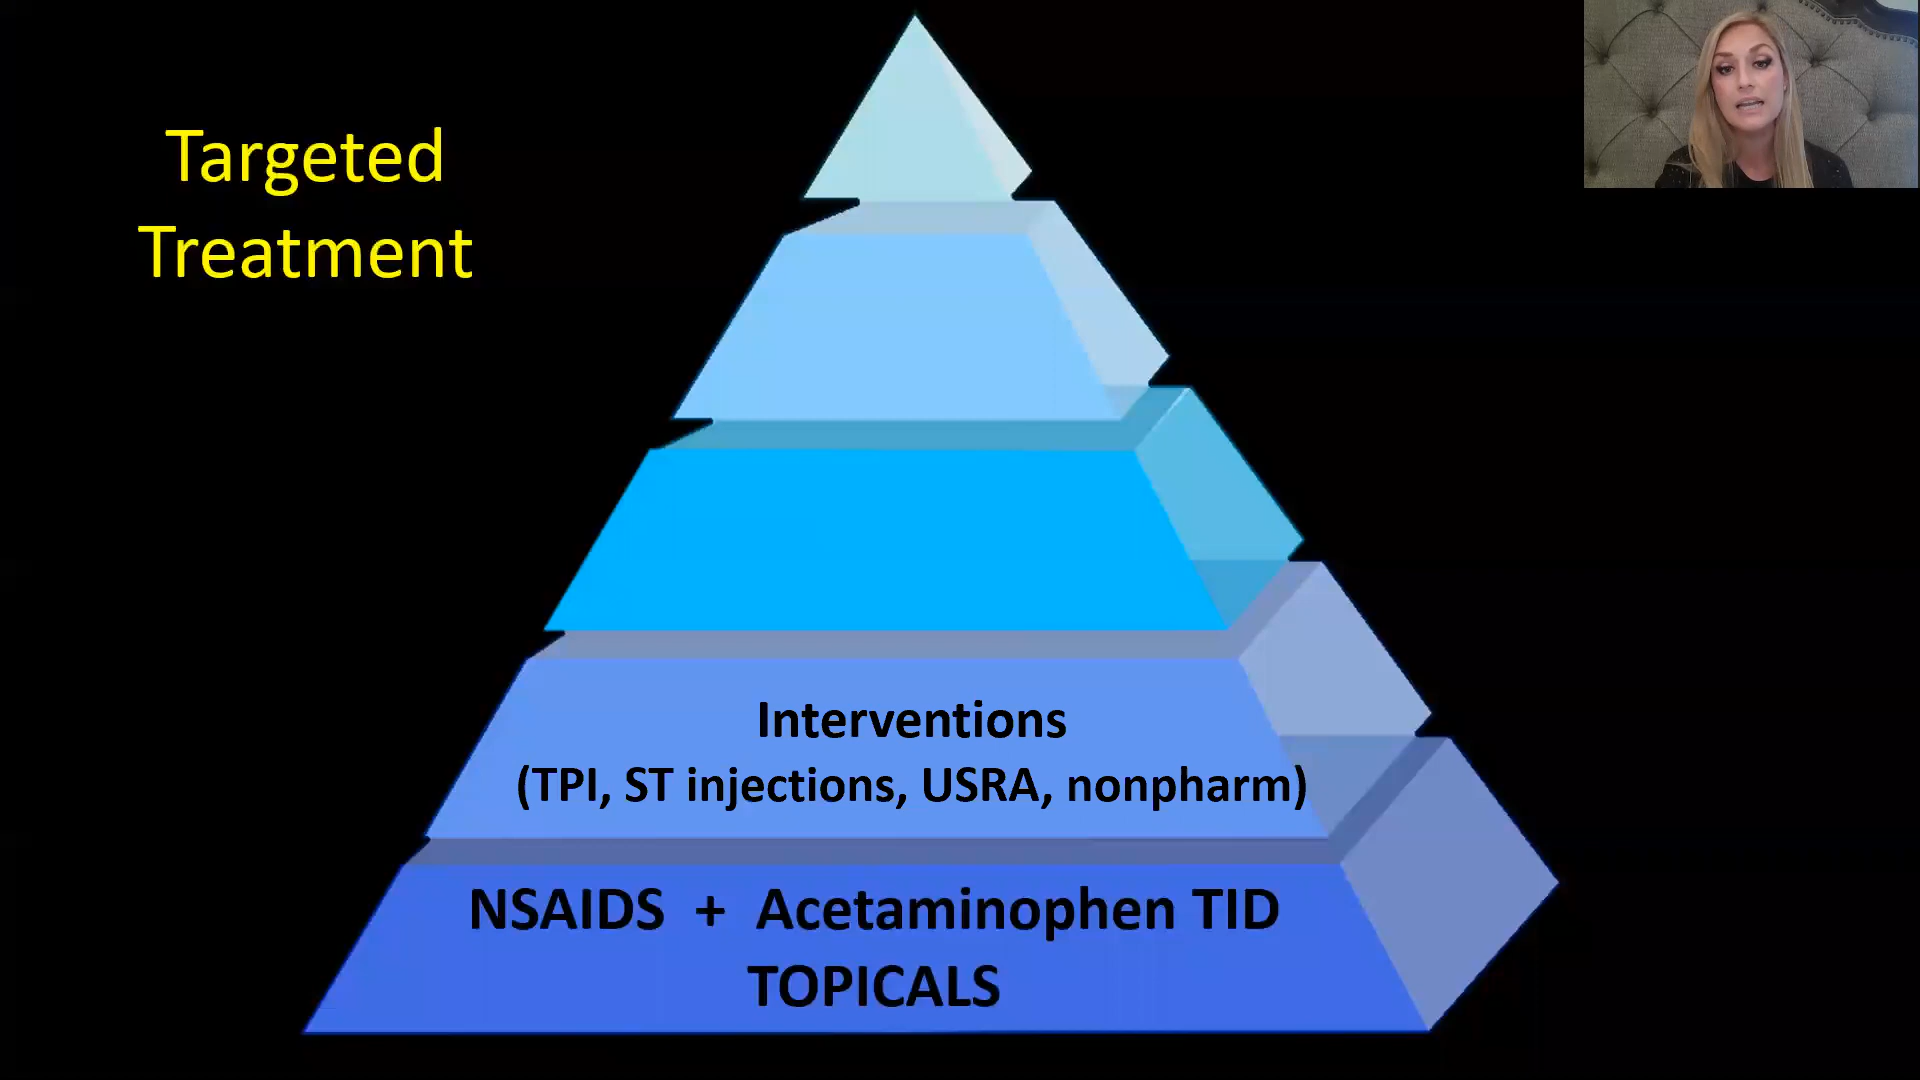 Targeted
Treatment
Interventions
(TPI, ST injections, USRA, nonpharm)
NSAIDS + Acetaminophen TID
TOPICALS